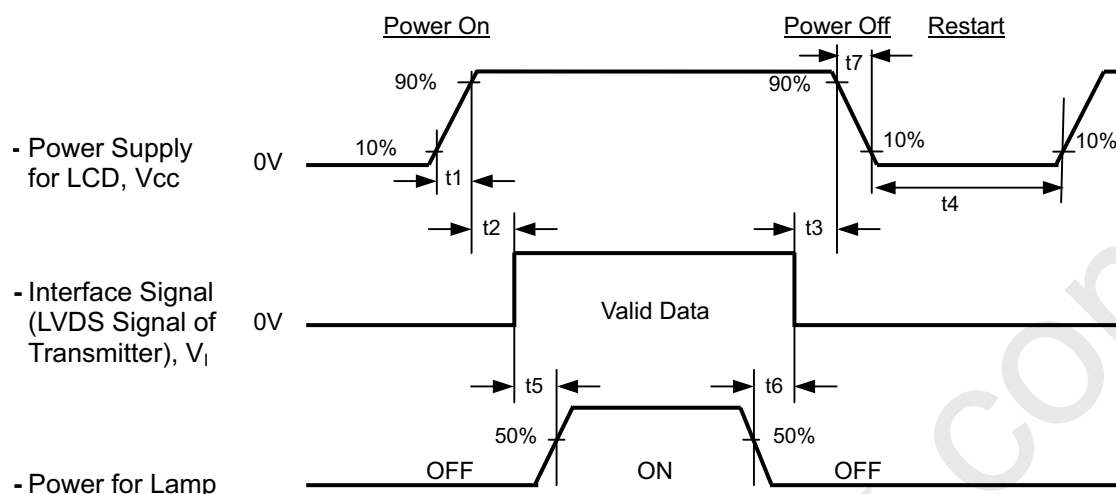 Power On
Power Off
Restart
t7
90%
90%
- Power Supply
for LCD, Vcc
0V
10%
10%
10%
t1
t4
t2
t3
- Interface Signal
(LVDS Signal of
Transmitter), VI
0V
Valid Data
t5
t6
50%
50%
- Power for Lamp
OFF
ON
OFF